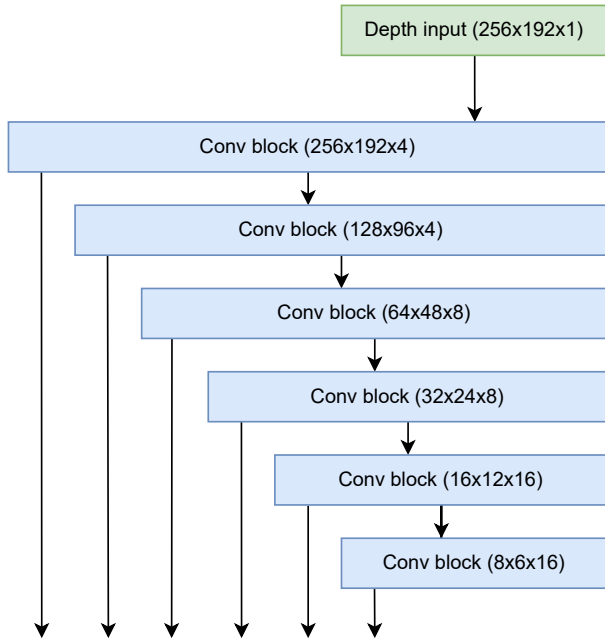 Depth input (256x192x1)
Conv block (256x192x4)
Conv block (128x96x4)
Conv block (64x48x8)
Conv block (32x24x8)
Conv block (16x12x16)
Conv block (8x6x16)